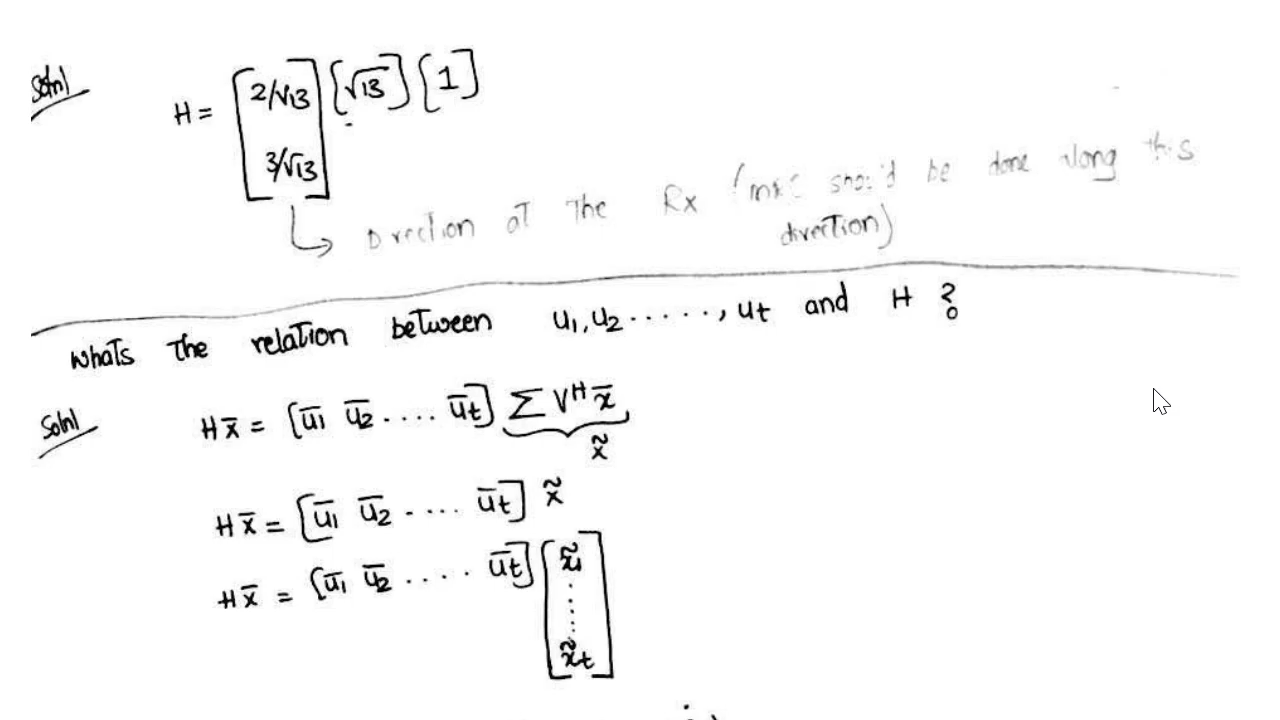 Soln)
H = [2/√13 3/√13] [√13] [1]
Direction at the Rx (MRC should be done along this
direction)
whats the relation between u1, u2 ....., ut and H ?
Soln)
Hx̄ = [ū1 ū2 .... ūt] Σ V^H x̄
x̃
Hx̄ = [ū1 ū2 .... ūt] x̃
Hx̄ = [ū1 ū2 .... ūt] [x̃1 ...... x̃t]